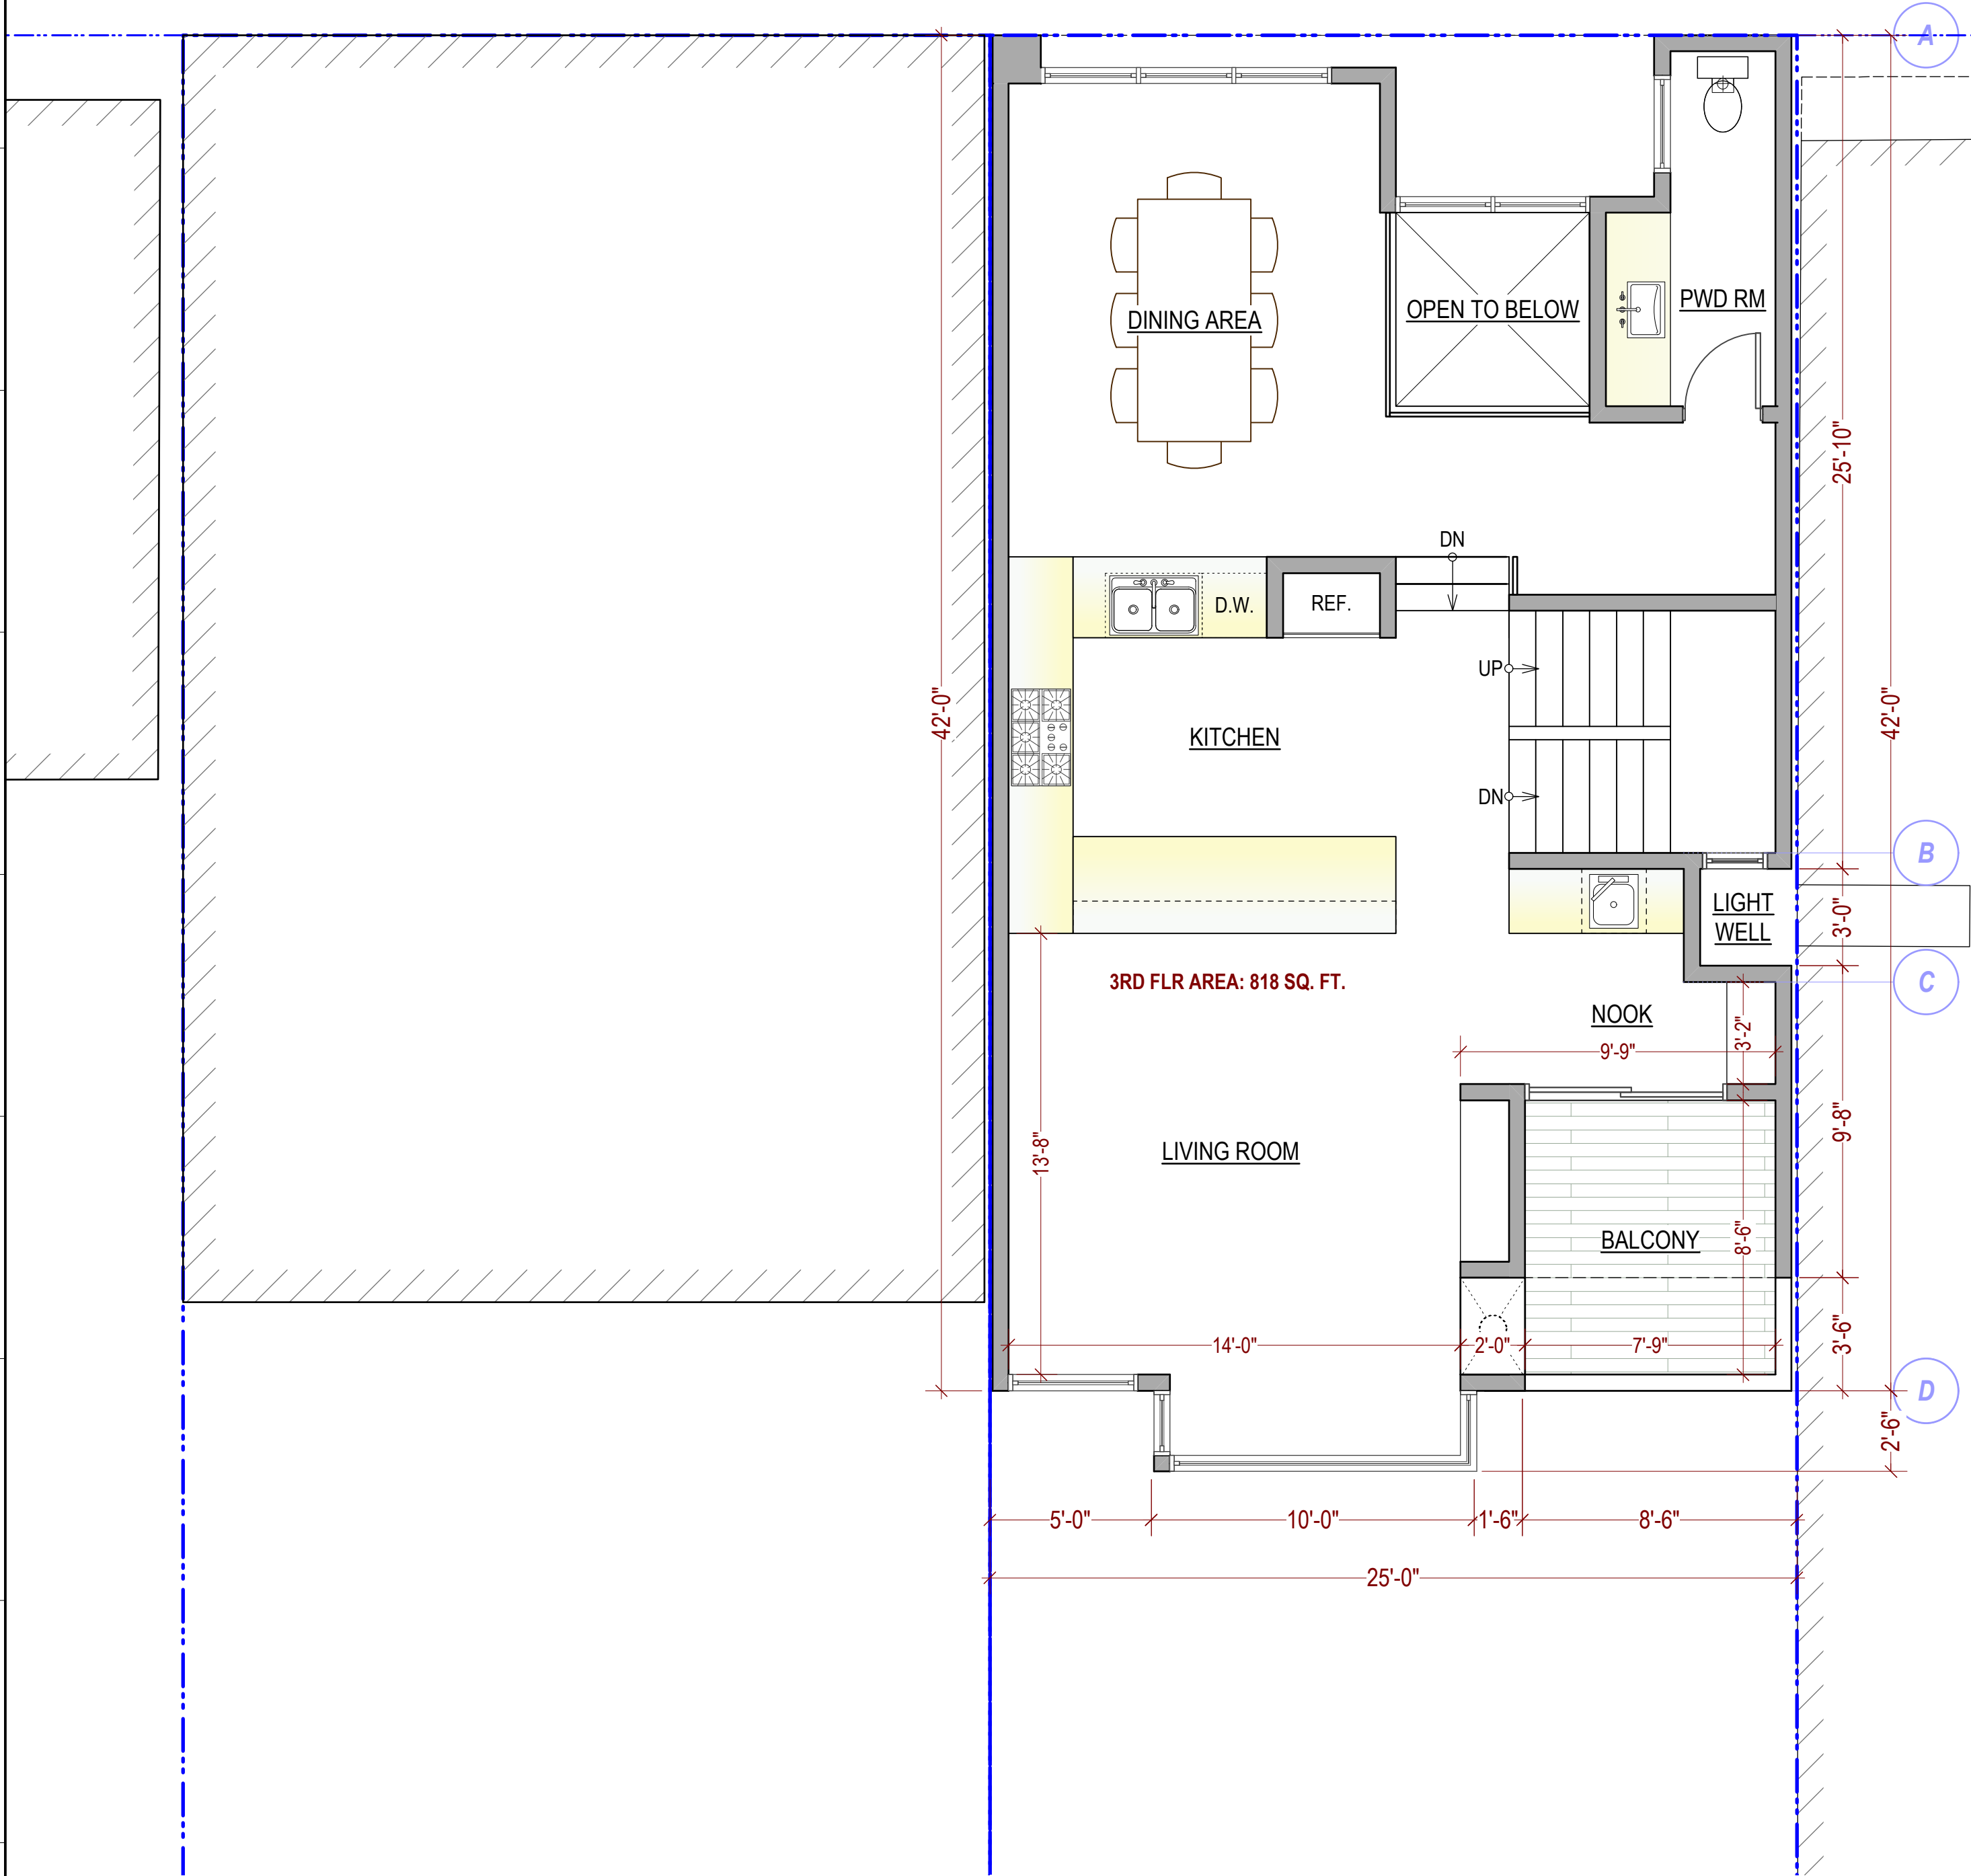 A
PWD RM
OPEN TO BELOW
DINING AREA
25'-10"
DN
D.W.
REF.
UP
42'-0"
42'-0"
KITCHEN
DN
B
LIGHT
WELL
3'-0"
3RD FLR AREA: 818 SQ. FT.
C
NOOK
3'-2"
9'-9"
9'-8"
13'-8"
LIVING ROOM
BALCONY
8'-6"
14'-0"
2'-0"
7'-9"
3'-6"
D
2'-6"
5'-0"
10'-0"
1'-6"
8'-6"
25'-0"